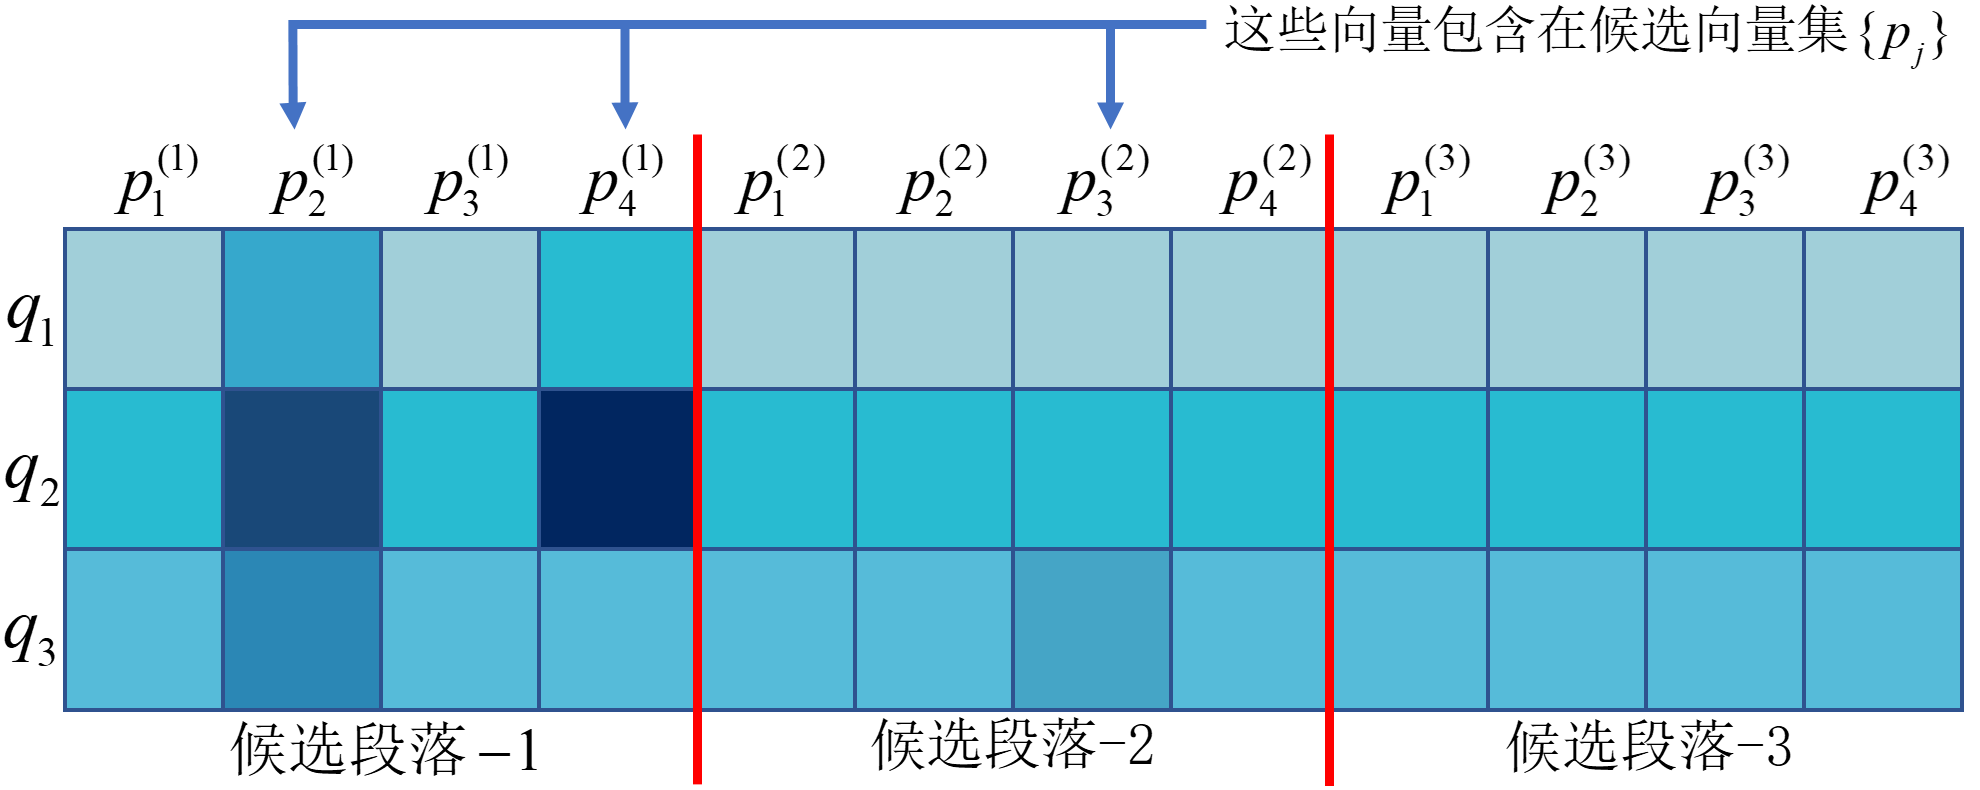 这些向量包含在候选向量集{p_j}
p_1^(1) p_2^(1) p_3^(1) p_4^(1) p_1^(2) p_2^(2) p_3^(2) p_4^(2) p_1^(3) p_2^(3) p_3^(3) p_4^(3)
q_1
q_2
q_3
候选段落-1 候选段落-2 候选段落-3